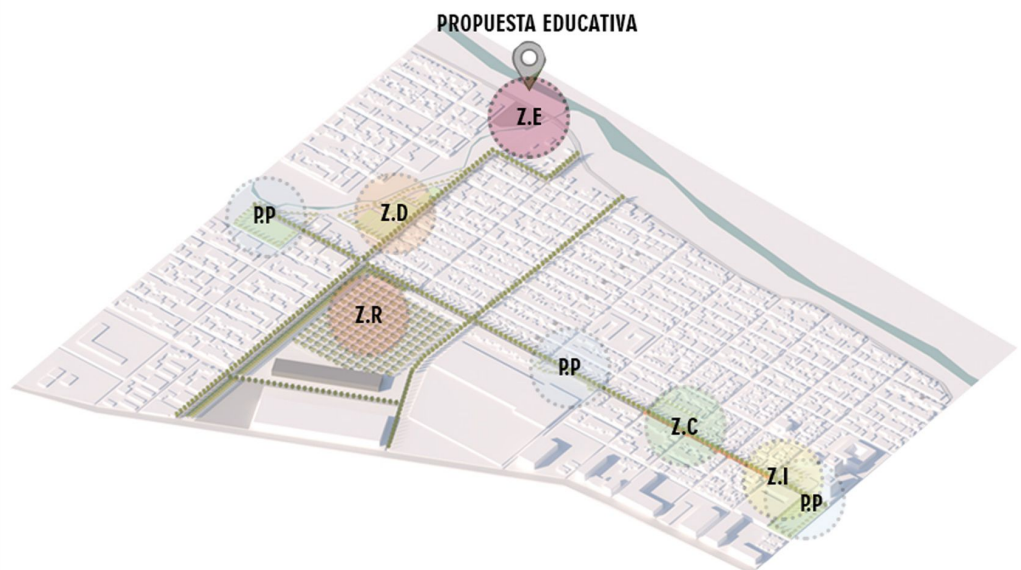 PROPUESTA EDUCATIVA
Z.E
P.P
Z.D
Z.R
P.P
Z.C
Z.I
P.P